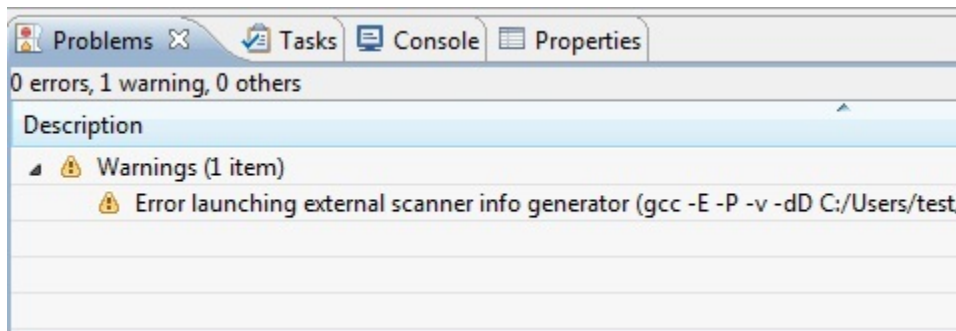 Problems Tasks Console Properties
0 errors, 1 warning, 0 others
Description
Warnings (1 item)
Error launching external scanner info generator (gcc -E -P -v -dD C:/Users/test,